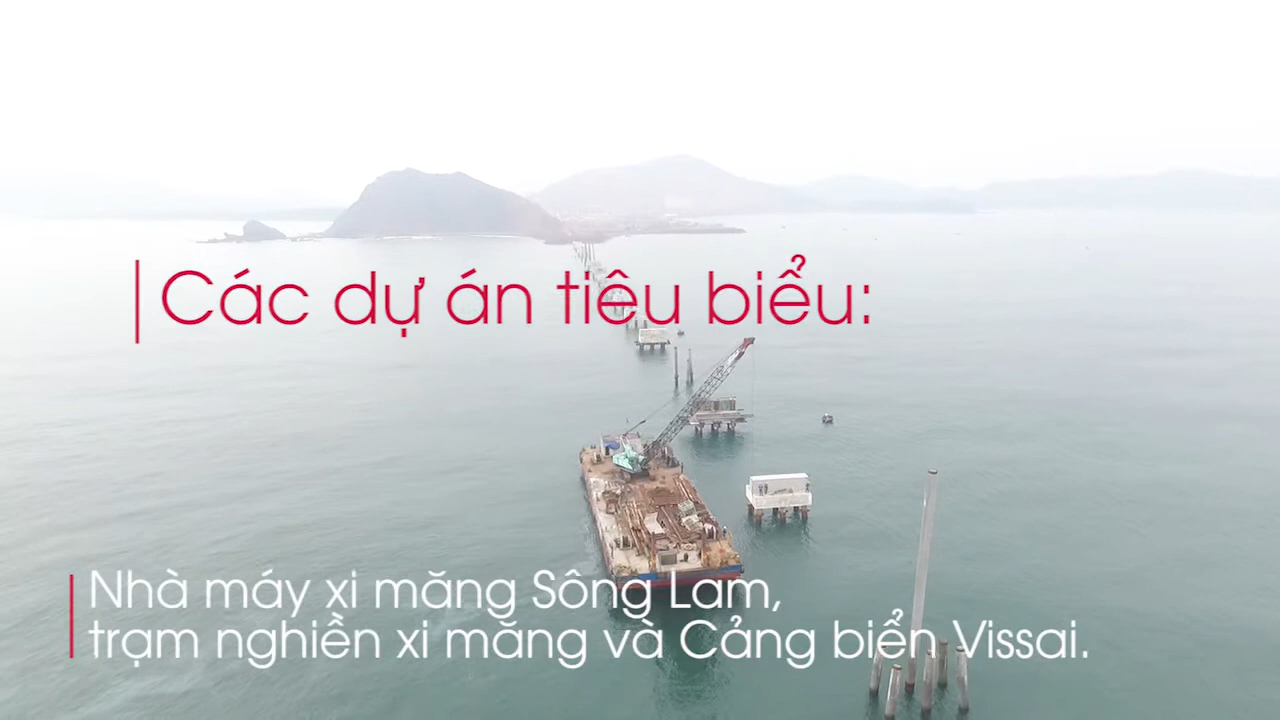 Các dự án tiêu biểu:
Nhà máy xi măng Sông Lam,
trạm nghiền xi măng và Cảng biển Vissai.